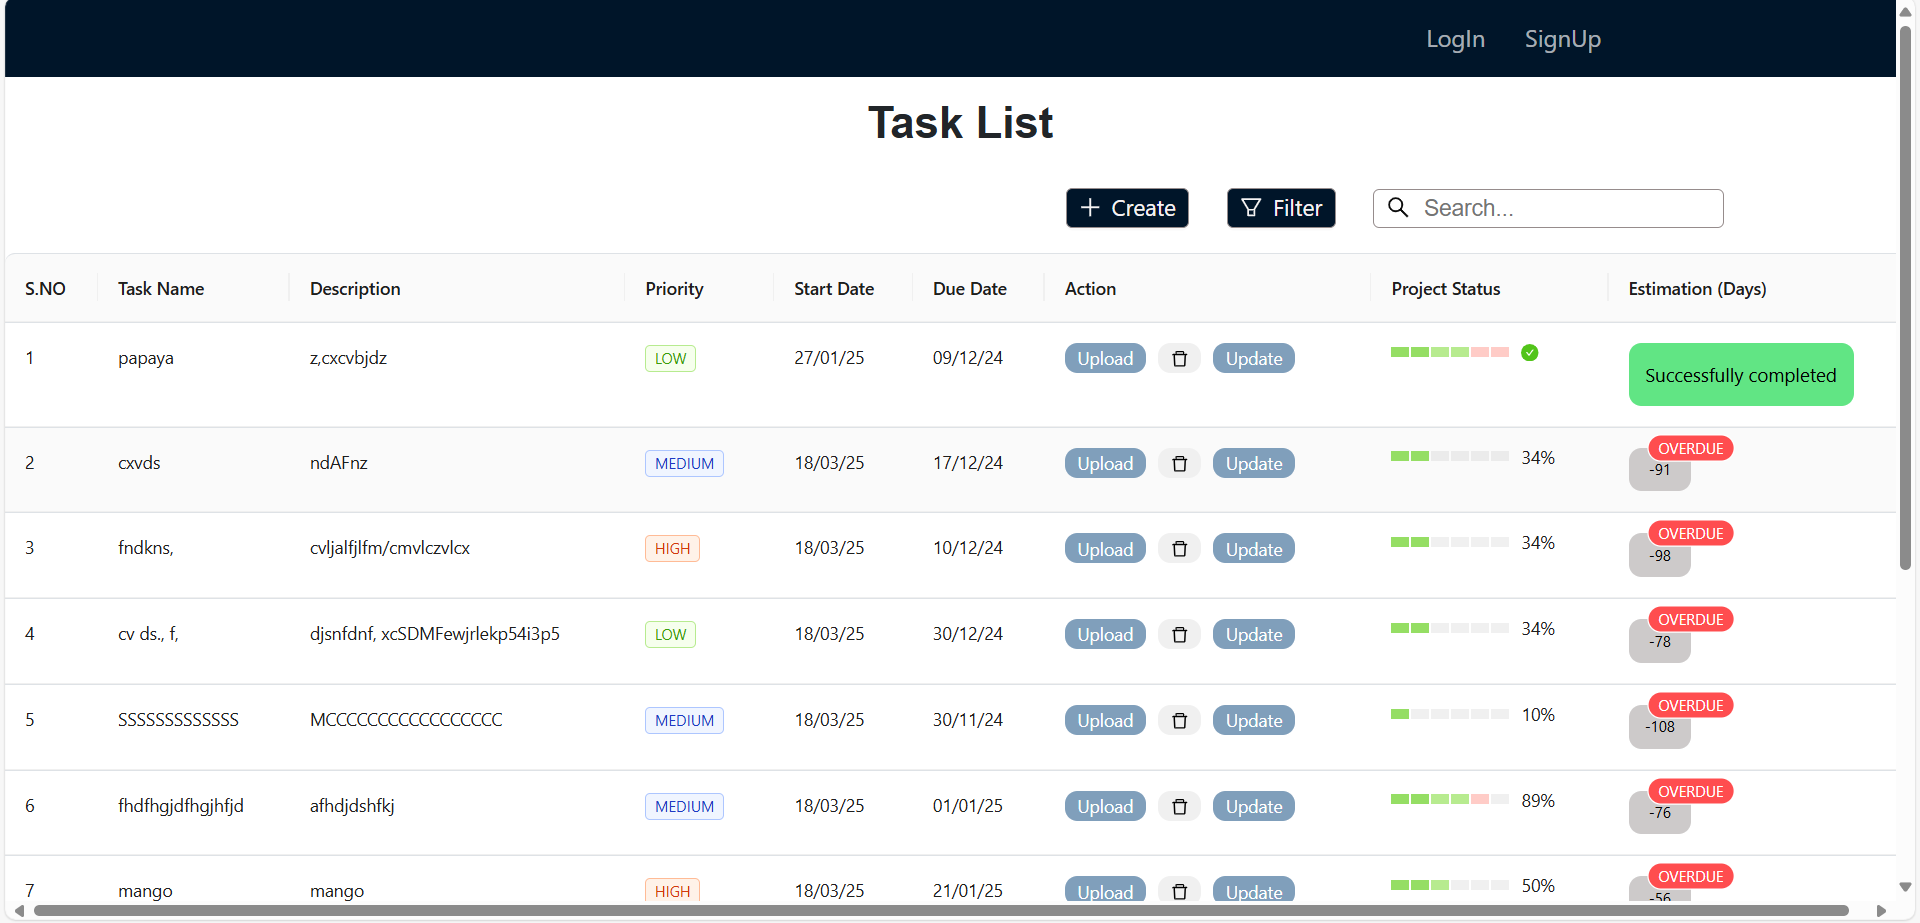 LogIn SignUp
Task List
Create Filter Search...
S.NO Task Name Description Priority Start Date Due Date Action Project Status Estimation (Days)
1 papaya z,cxcvbjdz LOW 27/01/25 09/12/24 Upload Update Successfully completed
2 cxvds ndAFnz MEDIUM 18/03/25 17/12/24 Upload Update 34% OVERDUE -91
3 fndkns, cvljalfjlfm/cmvlczvlcx HIGH 18/03/25 10/12/24 Upload Update 34% OVERDUE -98
4 cv ds., f, djsnfdnf, xcSDMFewjrlekp54i3p5 LOW 18/03/25 30/12/24 Upload Update 34% OVERDUE -78
5 SSSSSSSSSSSSS MCCCCCCCCCCCCCCCCC MEDIUM 18/03/25 30/11/24 Upload Update 10% OVERDUE -108
6 fhdfhgjdfhgjhfjd afhdjdshfkj MEDIUM 18/03/25 01/01/25 Upload Update 89% OVERDUE -76
7 mango mango HIGH 18/03/25 21/01/25 Upload Update 50% OVERDUE -56